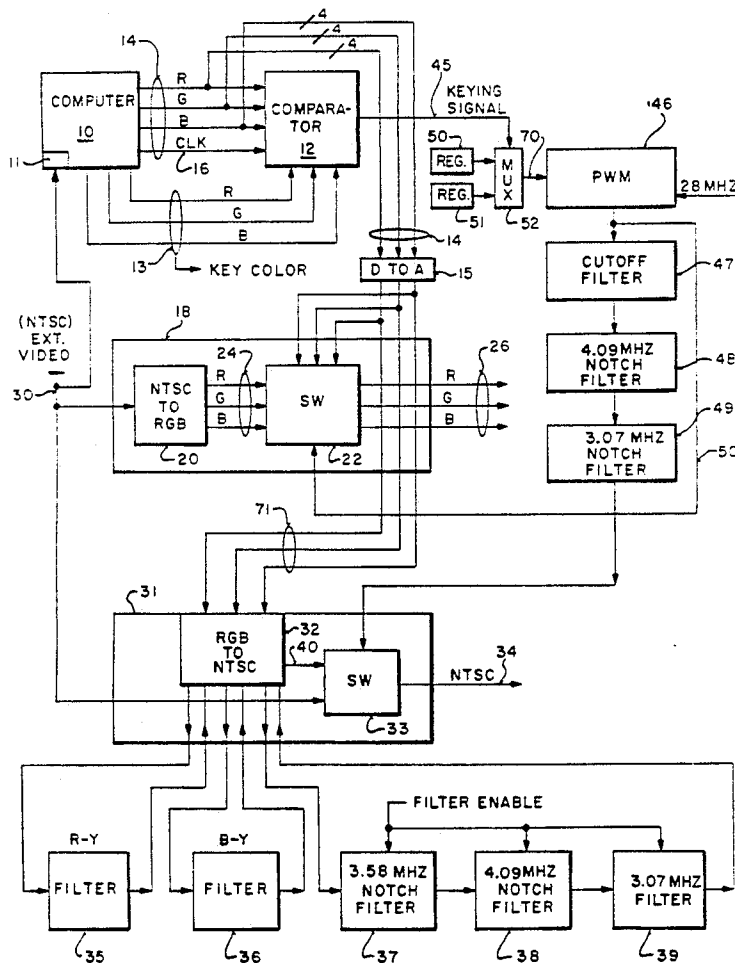 4
4
4
14
45
46
COMPUTER
10
11
R
G
B
CLK
16
COMPARA-
TOR
12
KEYING
SIGNAL
50
REG.
REG.
51
MUX
52
70
PWM
28 MHZ
R
G
B
13
KEY COLOR
14
D TO A
15
CUTOFF
FILTER
47
(NTSC)
EXT.
VIDEO
30
18
24
26
NTSC
TO
RGB
20
R
G
B
SW
22
R
G
B
4.09 MHZ
NOTCH
FILTER
48
3.07 MHZ
NOTCH
FILTER
49
50
71
31
RGB
TO
NTSC
32
40
SW
33
NTSC
34
FILTER ENABLE
R-Y
FILTER
35
B-Y
FILTER
36
3.58 MHZ
NOTCH
FILTER
37
4.09MHZ
NOTCH
FILTER
38
3.07 MHZ
FILTER
39